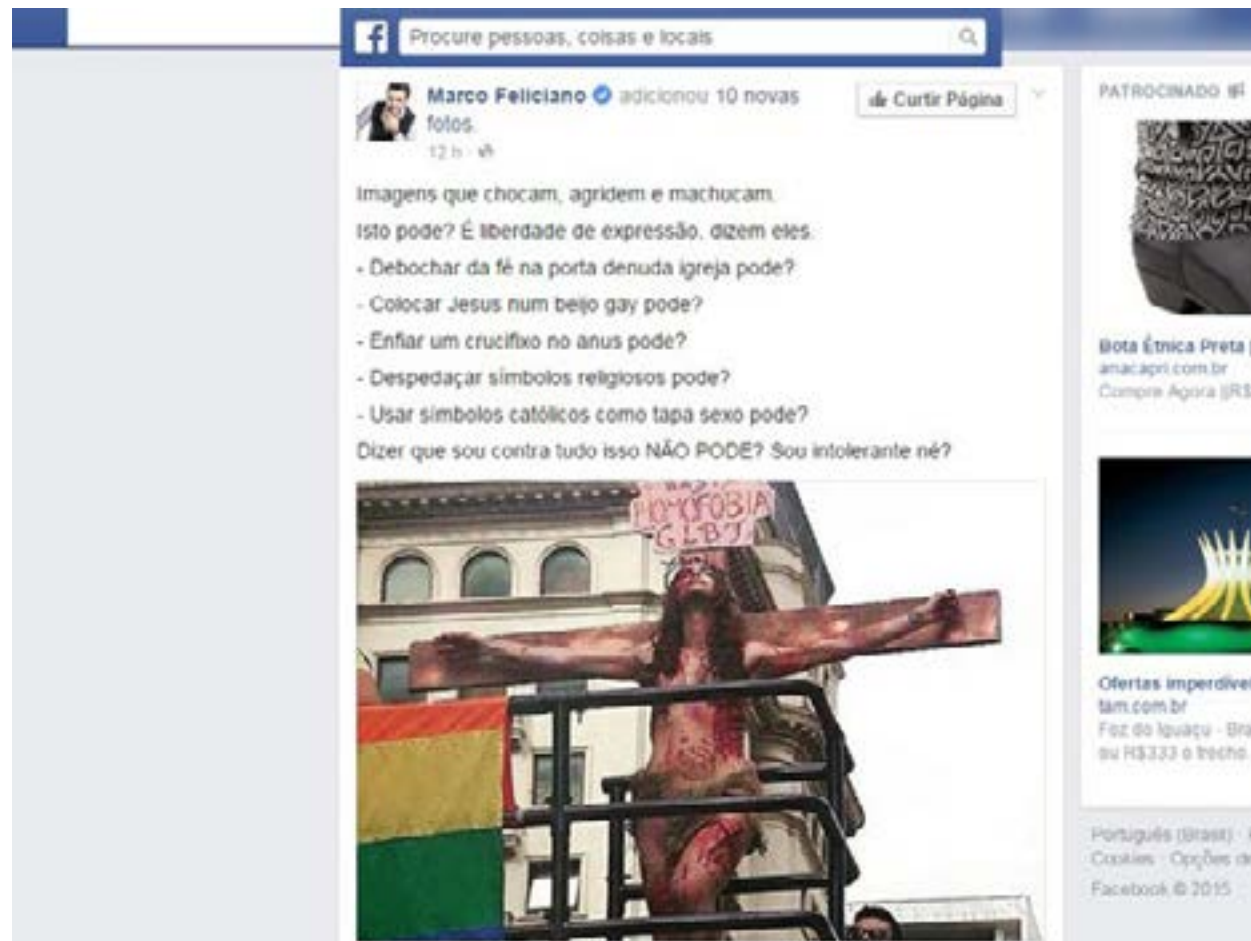 Procure pessoas, coisas e locais
Marco Feliciano adicionou 10 novas
fotos.
12 h ·
Curtir Página
Imagens que chocam, agridem e machucam.
Isto pode? É liberdade de expressão, dizem eles.
- Debochar da fé na porta denuda igreja pode?
- Colocar Jesus num beijo gay pode?
- Enfiar um crucifixo no anus pode?
- Despedaçar símbolos religiosos pode?
- Usar símbolos católicos como tapa sexo pode?
Dizer que sou contra tudo isso NÃO PODE? Sou intolerante né?
HOMOFOBIA
GLBT
PATROCINADO
Bota Étnica Preta
anacapri.com.br
Compre Agora ||R$
Ofertas imperdíve
tam.com.br
Foz do Iguaçu - Bra
ou R$333 o trecho.
Português (Brasil) ·
Cookies · Opções de
Facebook © 2015